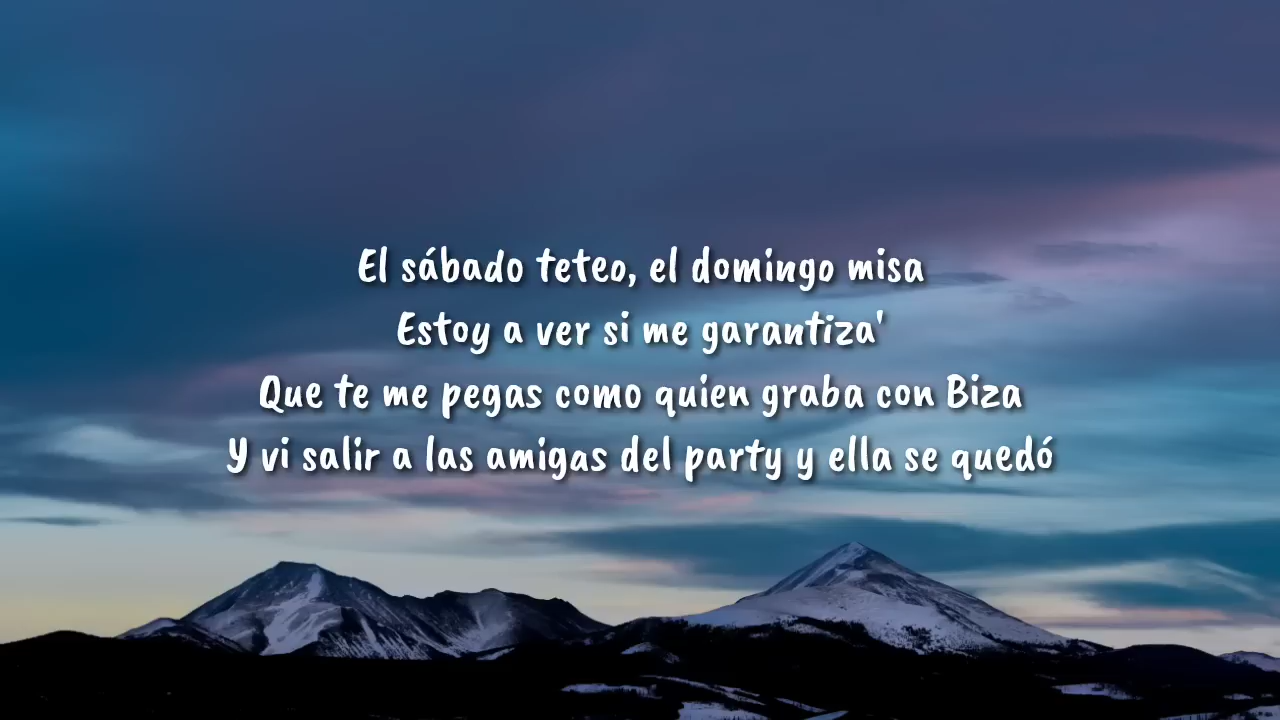 El sábado teteo, el domingo misa
Estoy a ver si me garantiza'
Que te me pegas como quien graba con Biza
Y vi salir a las amigas del party y ella se quedó